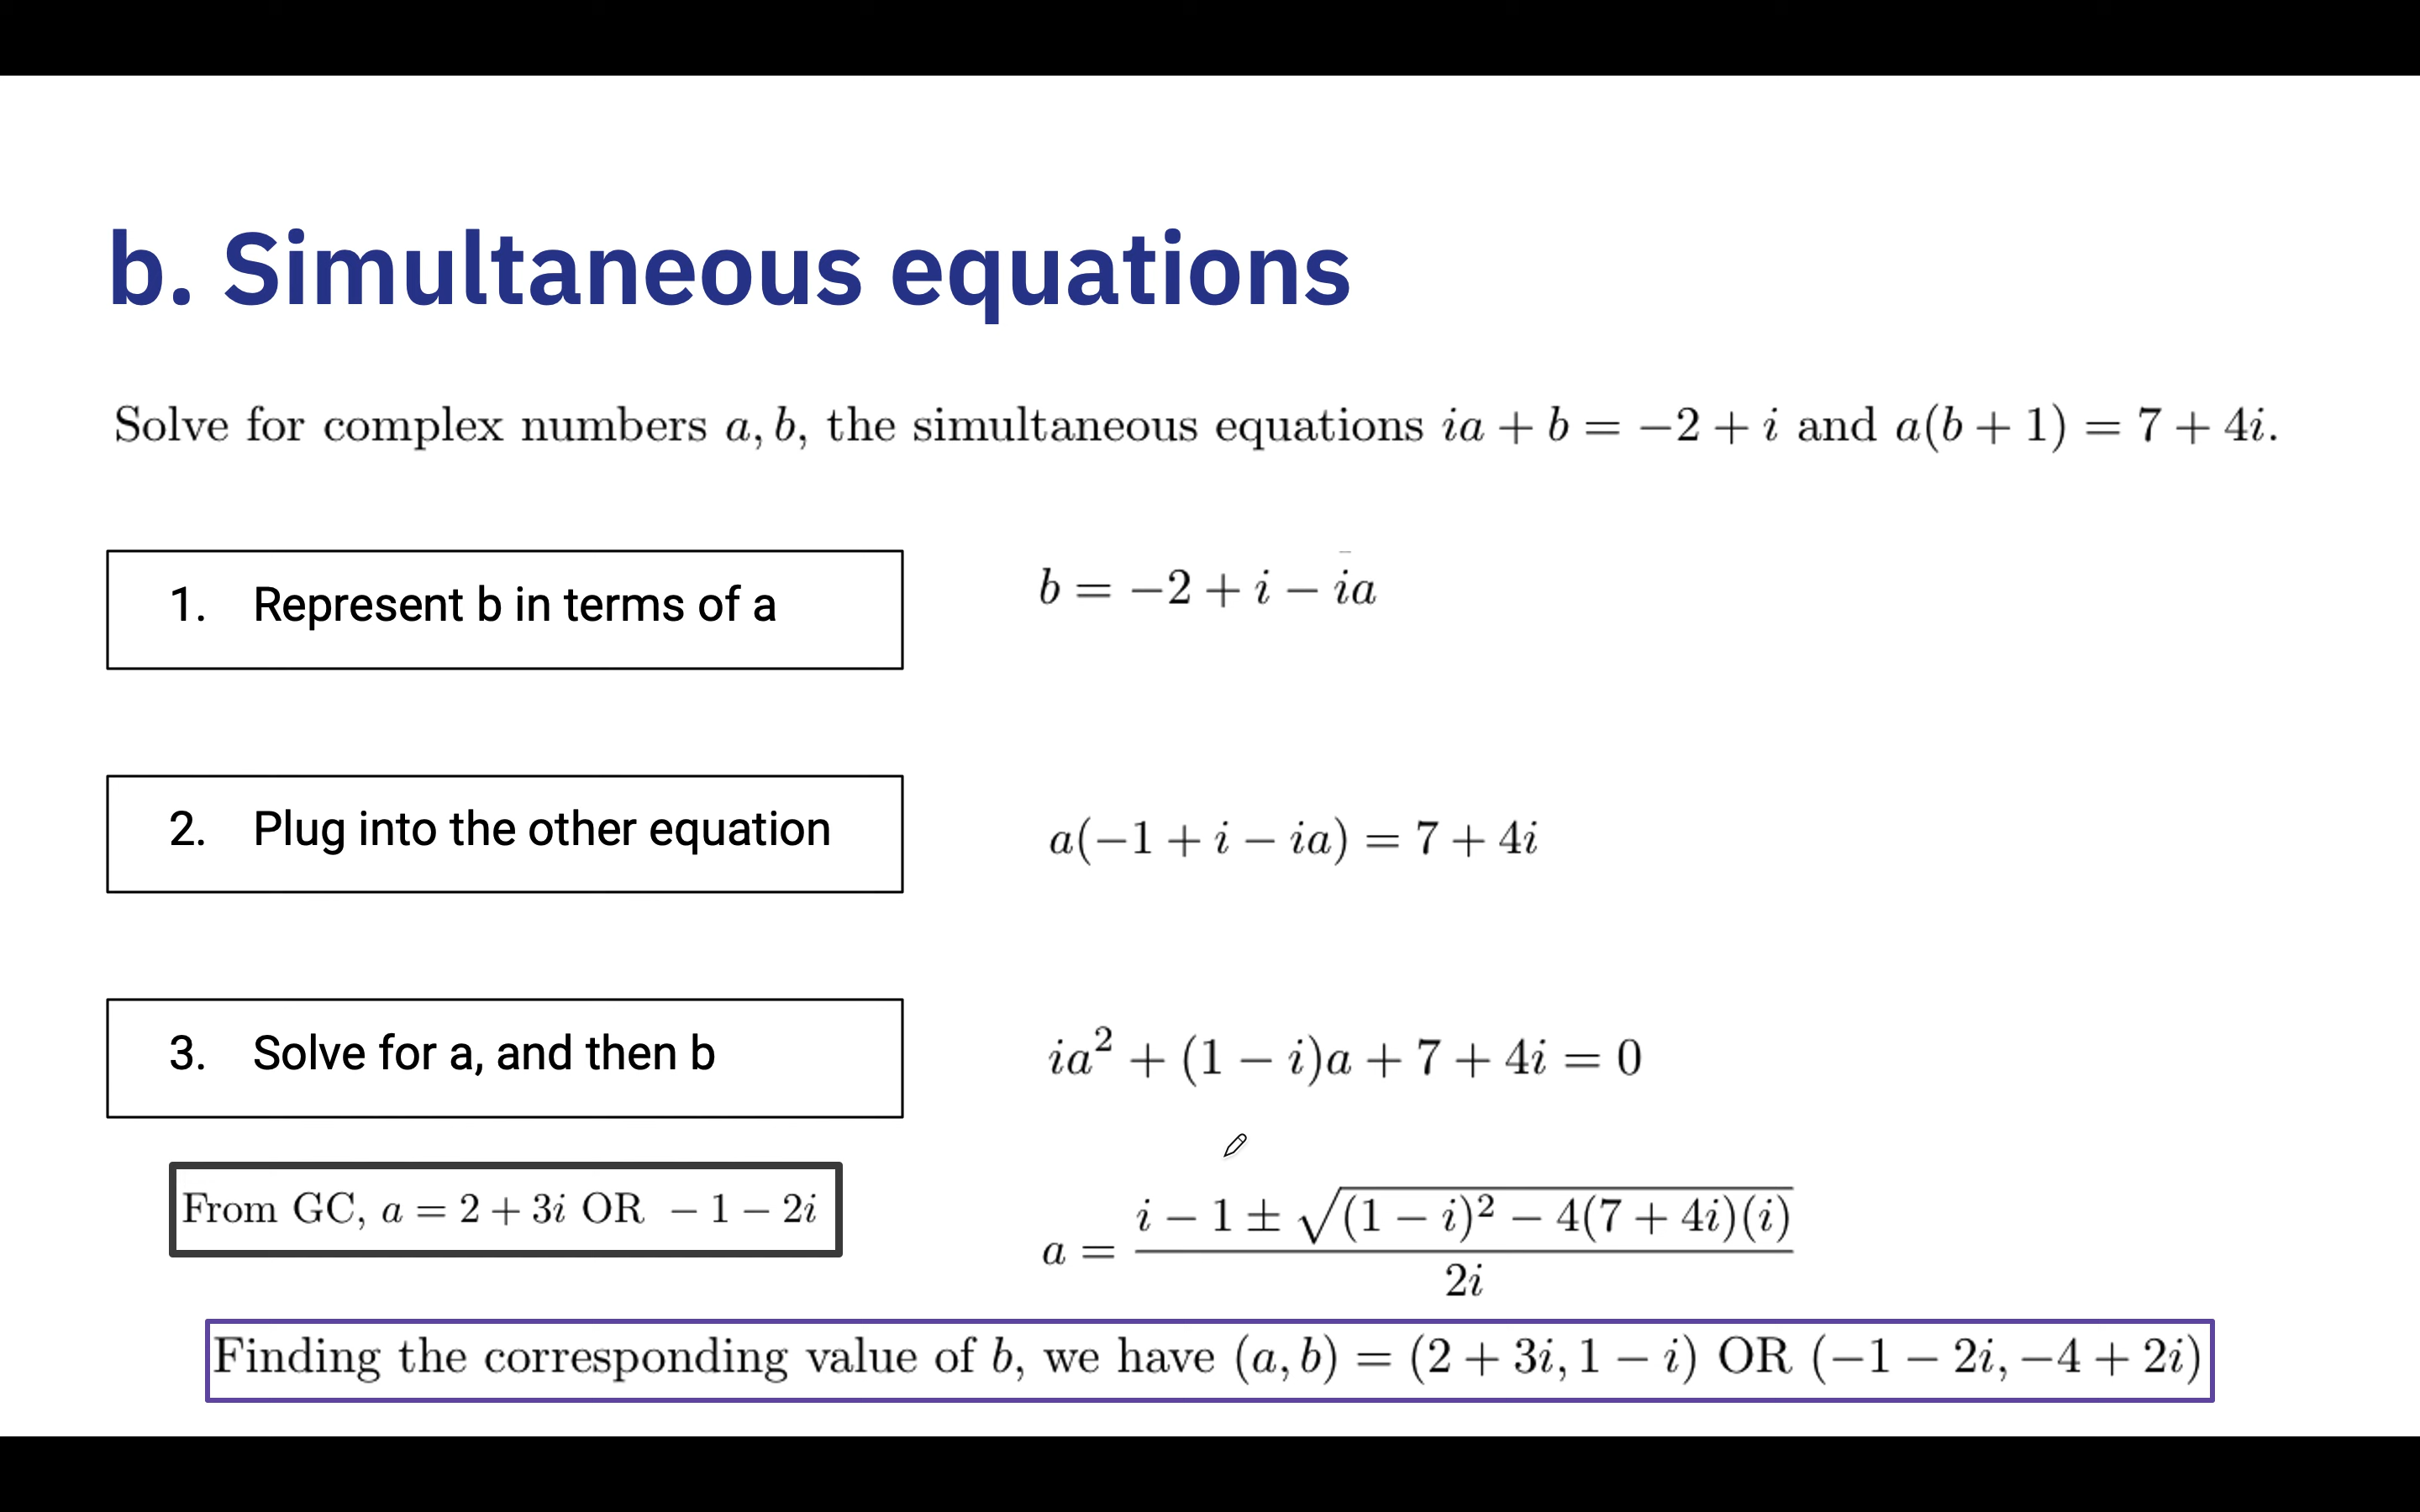 b. Simultaneous equations
Solve for complex numbers a, b, the simultaneous equations ia + b = −2 + i and a(b + 1) = 7 + 4i.
1. Represent b in terms of a
b = −2 + i − ia
2. Plug into the other equation
a(−1 + i − ia) = 7 + 4i
3. Solve for a, and then b
ia² + (1 − i)a + 7 + 4i = 0
From GC, a = 2 + 3i OR − 1 − 2i
a = \frac{i − 1 ± \sqrt{(1 − i)² − 4(7 + 4i)(i)}}{2i}
Finding the corresponding value of b, we have (a, b) = (2 + 3i, 1 − i) OR (−1 − 2i, −4 + 2i)